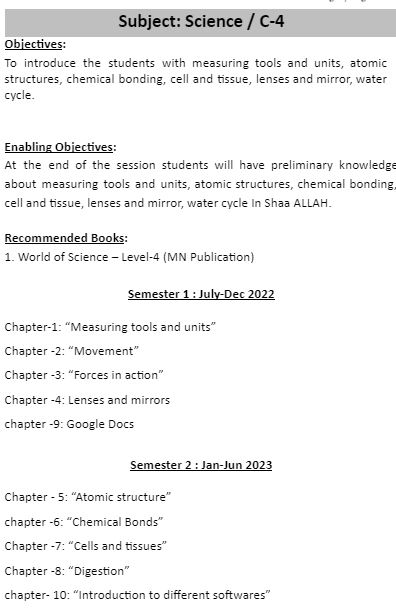 Subject: Science / C-4
Objectives:
To introduce the students with measuring tools and units, atomic
structures, chemical bonding, cell and tissue, lenses and mirror, water
cycle.
Enabling Objectives:
At the end of the session students will have preliminary knowledge
about measuring tools and units, atomic structures, chemical bonding,
cell and tissue, lenses and mirror, water cycle In Shaa ALLAH.
Recommended Books:
1. World of Science – Level-4 (MN Publication)
Semester 1 : July-Dec 2022
Chapter-1: “Measuring tools and units”
Chapter -2: “Movement”
Chapter -3: “Forces in action”
Chapter -4: Lenses and mirrors
chapter -9: Google Docs
Semester 2 : Jan-Jun 2023
Chapter - 5: “Atomic structure”
chapter -6: “Chemical Bonds”
Chapter -7: “Cells and tissues”
Chapter -8: “Digestion”
chapter- 10: “Introduction to different softwares”